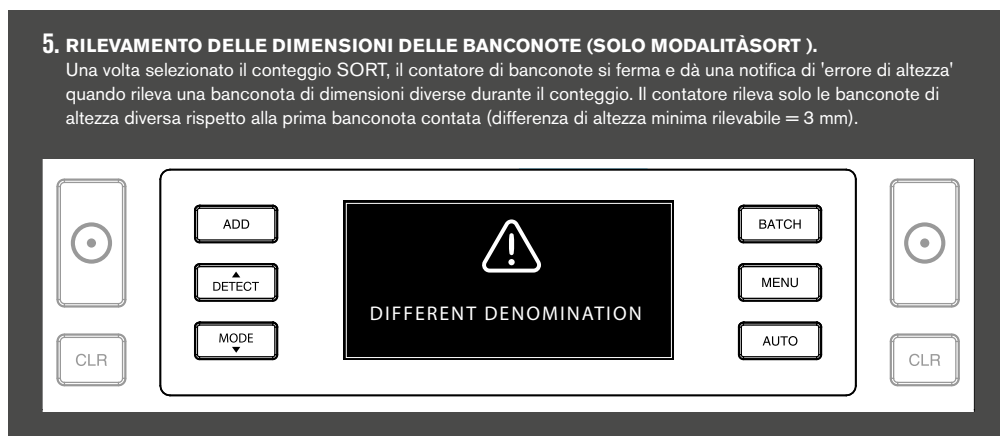 5. RILEVAMENTO DELLE DIMENSIONI DELLE BANCONOTE (SOLO MODALITÀSORT ).
Una volta selezionato il conteggio SORT, il contatore di banconote si ferma e dà una notifica di 'errore di altezza'
quando rileva una banconota di dimensioni diverse durante il conteggio. Il contatore rileva solo le banconote di
altezza diversa rispetto alla prima banconota contata (differenza di altezza minima rilevabile = 3 mm).
ADD
DETECT
MODE
CLR
DIFFERENT DENOMINATION
BATCH
MENU
AUTO
CLR